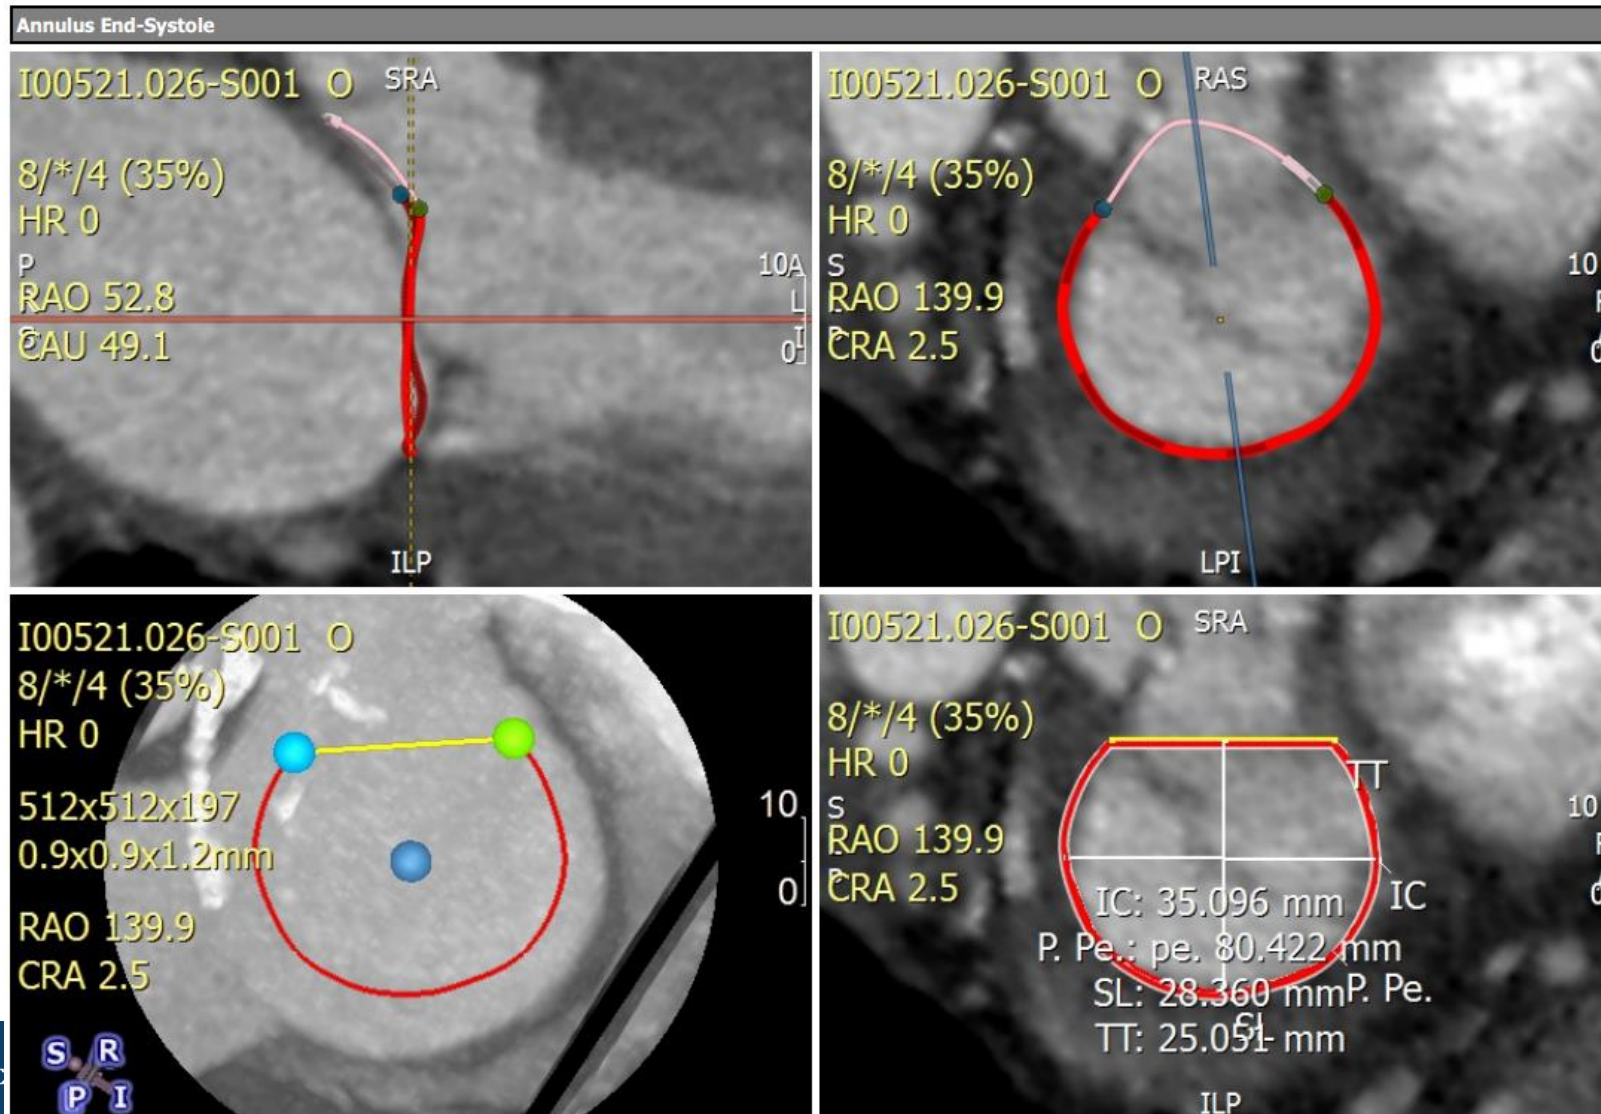 Annulus End-Systole
I00521.026-S001 O SRA
8/*/4 (35%)
HR 0
P
10 A
RAO 52.8
L
S
I
CAU 49.1
0
ILP
I00521.026-S001 O RAS
8/*/4 (35%)
HR 0
S
10
RAO 139.9
P
CRA 2.5
LPI
I00521.026-S001 O
8/*/4 (35%)
HR 0
512x512x197
10
0.9x0.9x1.2mm
0
RAO 139.9
CRA 2.5
S R
P I
I00521.026-S001 O SRA
8/*/4 (35%)
HR 0
TT
S
10
RAO 139.9
CRA 2.5
IC
IC: 35.096 mm
P. Pe.: pe. 80.422 mm
P. Pe.
SL: 28.360 mm
SL
TT: 25.051 mm
ILP